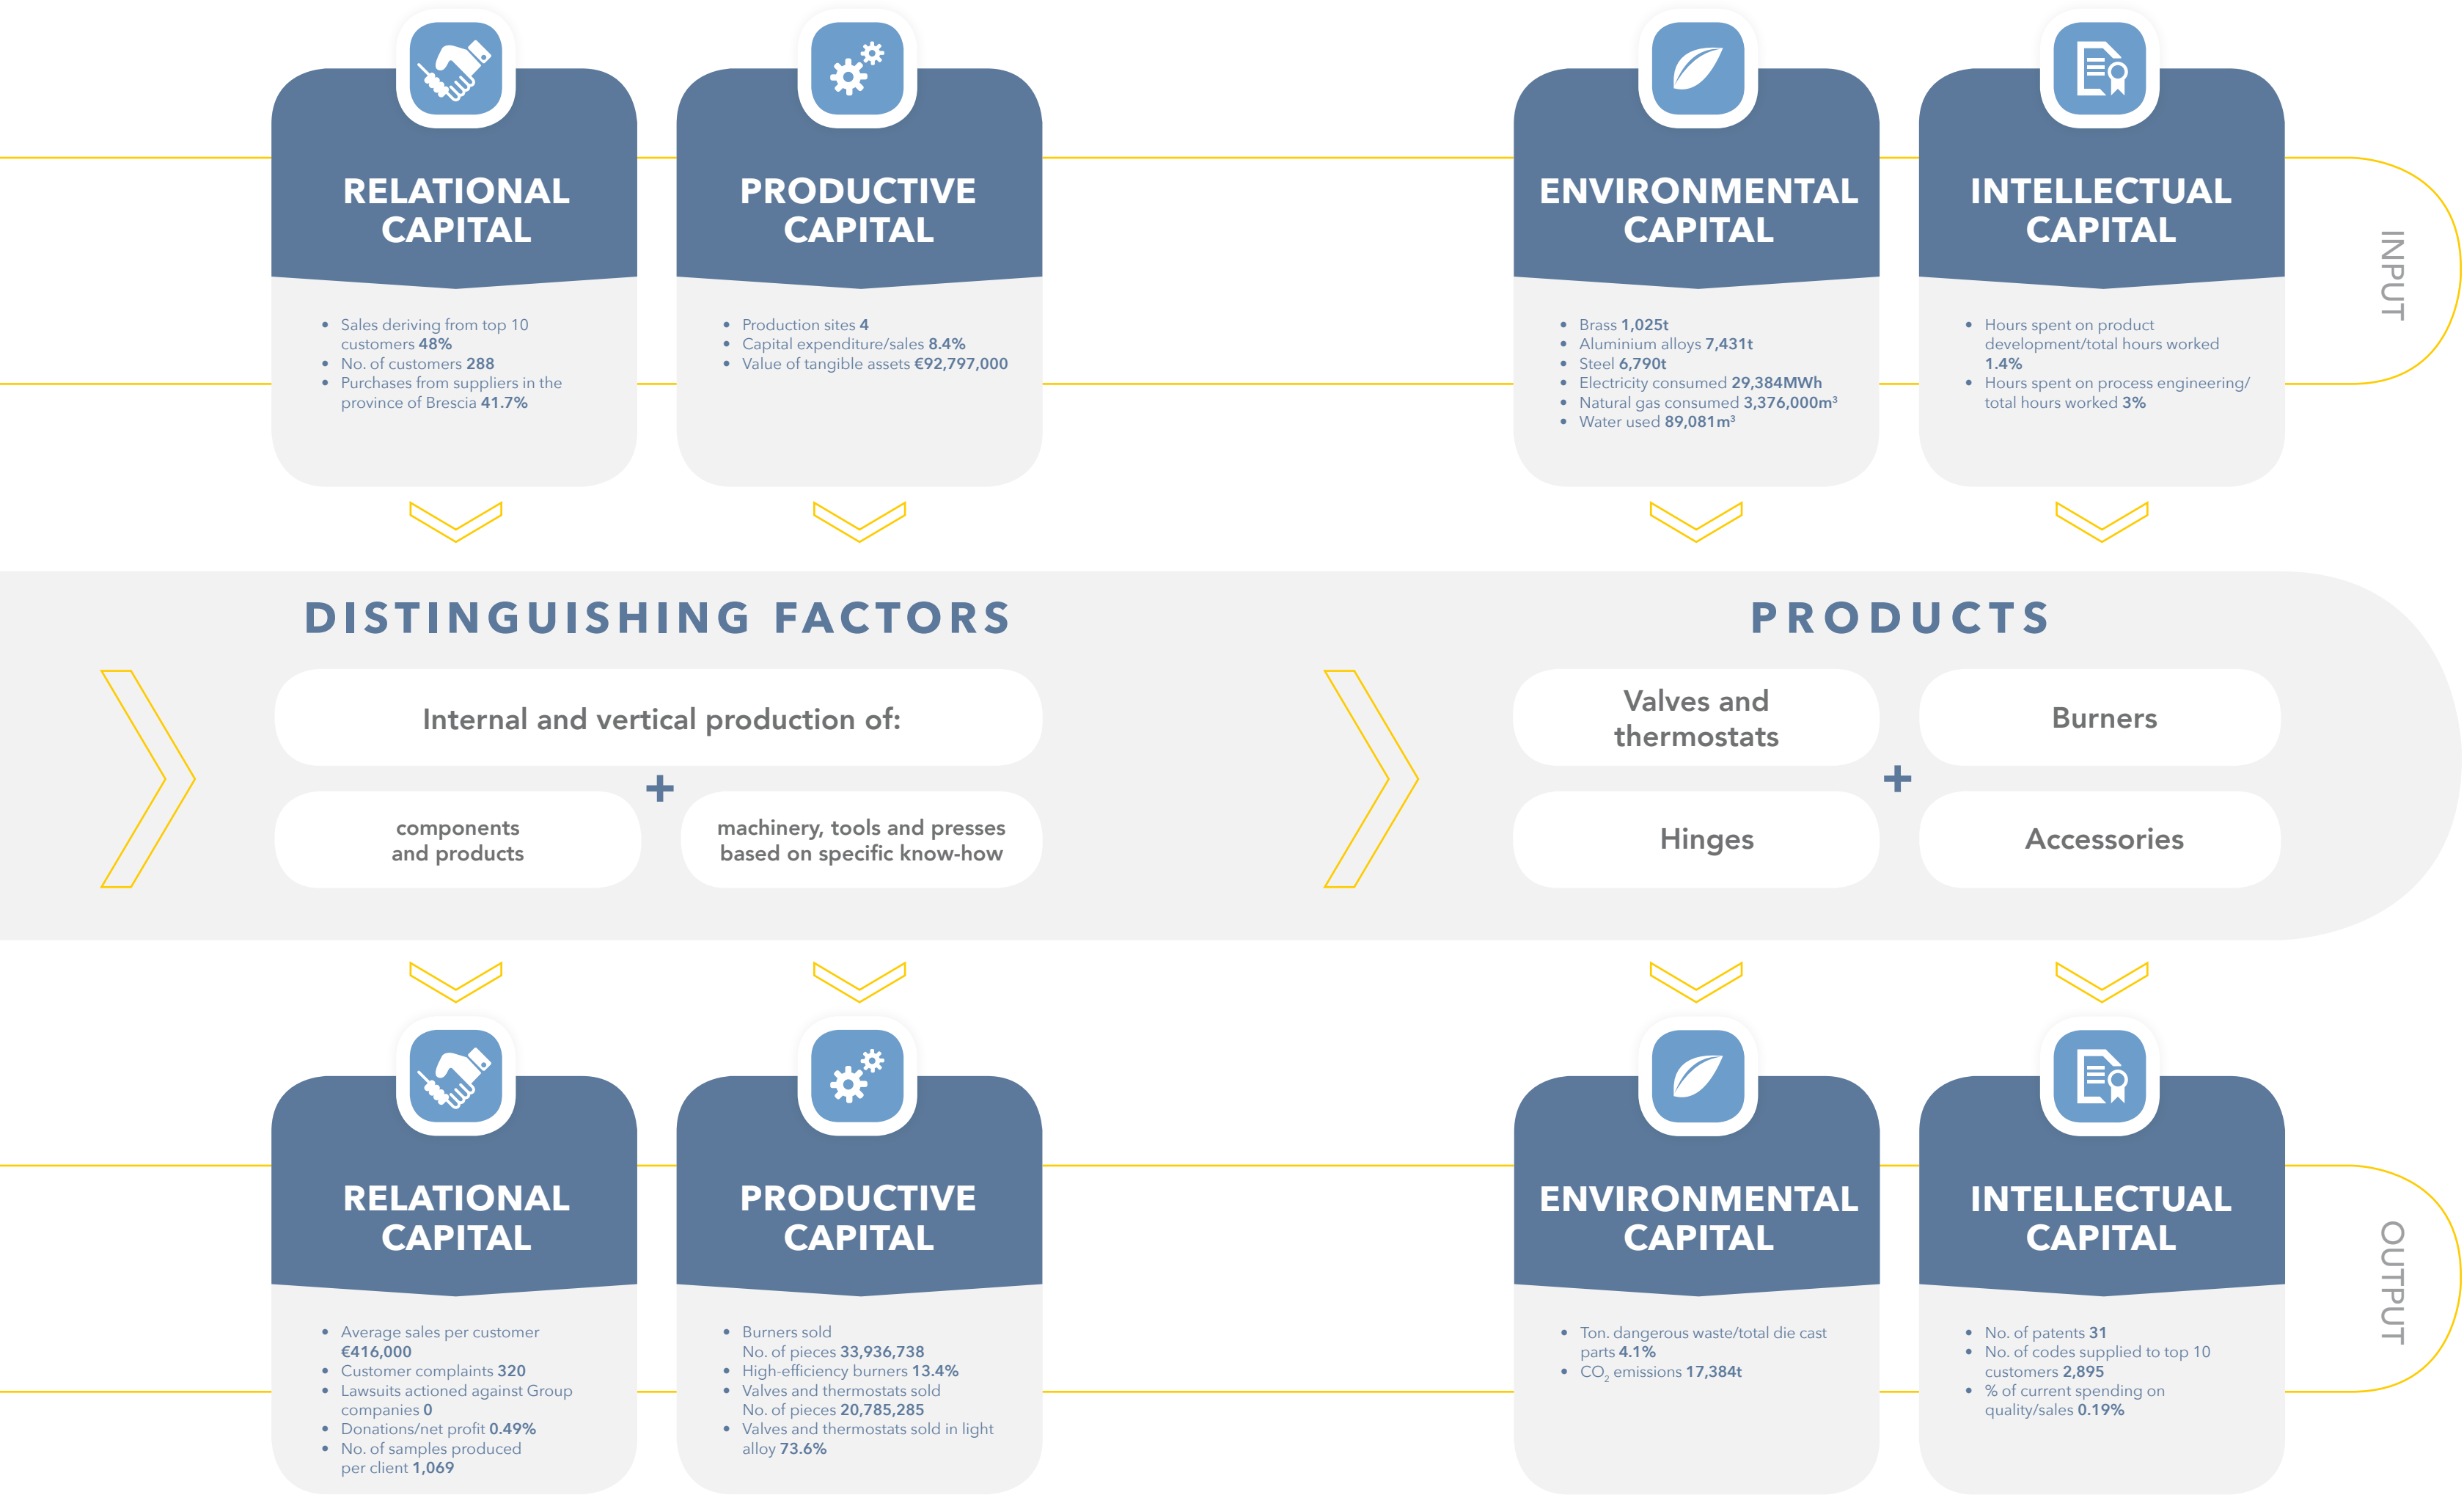 RELATIONAL
CAPITAL
• Sales deriving from top 10
customers 48%
• No. of customers 288
• Purchases from suppliers in the
province of Brescia 41.7%
PRODUCTIVE
CAPITAL
• Production sites 4
• Capital expenditure/sales 8.4%
• Value of tangible assets €92,797,000
ENVIRONMENTAL
CAPITAL
• Brass 1,025t
• Aluminium alloys 7,431t
• Steel 6,790t
• Electricity consumed 29,384MWh
• Natural gas consumed 3,376,000m³
• Water used 89,081m³
INTELLECTUAL
CAPITAL
• Hours spent on product
development/total hours worked
1.4%
• Hours spent on process engineering/
total hours worked 3%
INPUT
DISTINGUISHING FACTORS
Internal and vertical production of:
+
components
and products
machinery, tools and presses
based on specific know-how
PRODUCTS
Valves and
thermostats
Burners
+
Hinges
Accessories
RELATIONAL
CAPITAL
• Average sales per customer
€416,000
• Customer complaints 320
• Lawsuits actioned against Group
companies 0
• Donations/net profit 0.49%
• No. of samples produced
per client 1,069
PRODUCTIVE
CAPITAL
• Burners sold
No. of pieces 33,936,738
• High-efficiency burners 13.4%
• Valves and thermostats sold
No. of pieces 20,785,285
• Valves and thermostats sold in light
alloy 73.6%
ENVIRONMENTAL
CAPITAL
• Ton. dangerous waste/total die cast
parts 4.1%
• CO₂ emissions 17,384t
INTELLECTUAL
CAPITAL
• No. of patents 31
• No. of codes supplied to top 10
customers 2,895
• % of current spending on
quality/sales 0.19%
OUTPUT